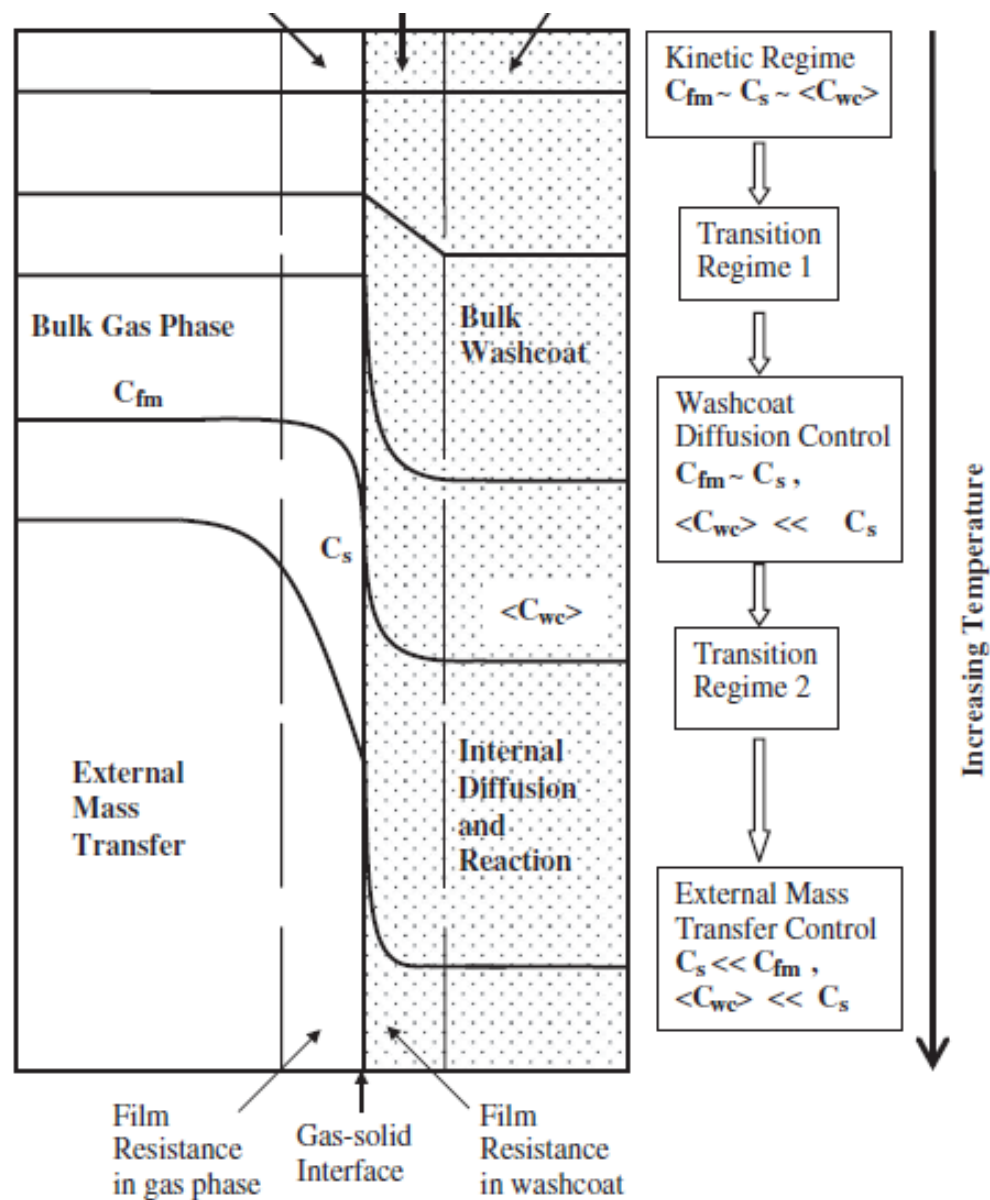 Kinetic Regime
Cfm ~ Cs ~ <Cwc>
Transition
Regime 1
Bulk Gas Phase
Cfm
Bulk
Washcoat
Washcoat
Diffusion Control
Cfm ~ Cs ,
<Cwc> << Cs
Cs
<Cwc>
Transition
Regime 2
External
Mass
Transfer
Internal
Diffusion
and
Reaction
External Mass
Transfer Control
Cs << Cfm ,
<Cwc> << Cs
Increasing Temperature
Film
Resistance
in gas phase
Gas-solid
Interface
Film
Resistance
in washcoat